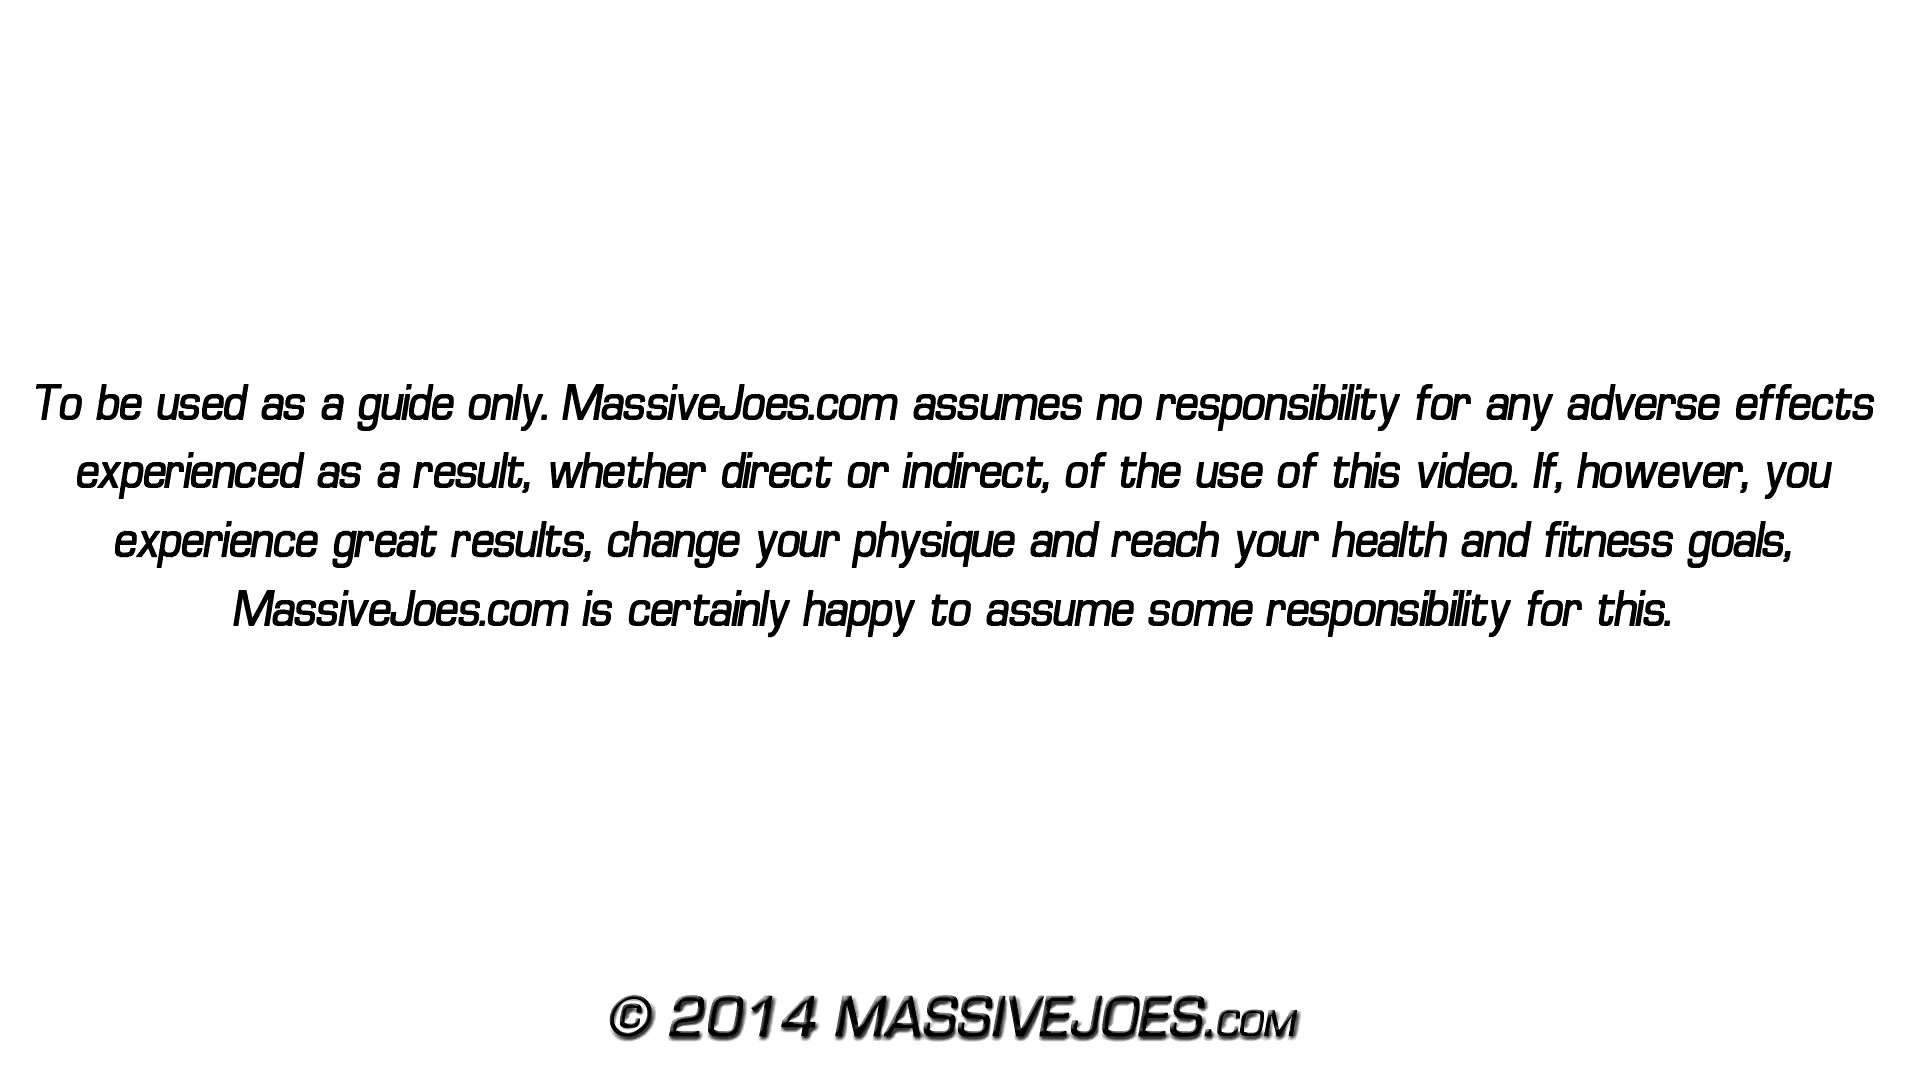 To be used as a guide only. MassiveJoes.com assumes no responsibility for any adverse effects
experienced as a result, whether direct or indirect, of the use of this video. If, however, you
experience great results, change your physique and reach your health and fitness goals,
MassiveJoes.com is certainly happy to assume some responsibility for this.
© 2014 MASSIVEJOES.COM